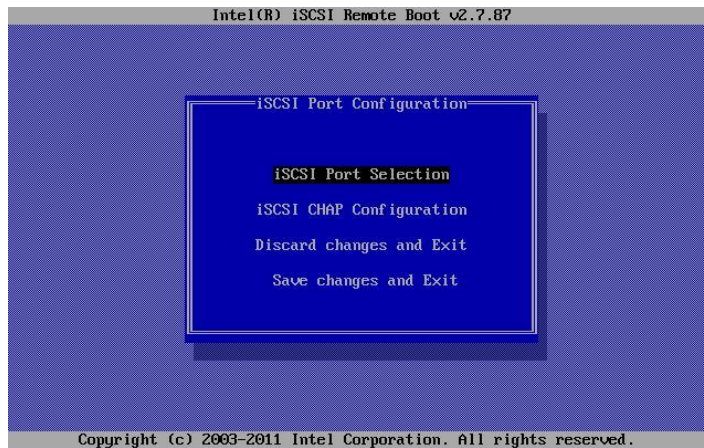 Intel(R) iSCSI Remote Boot v2.7.87
iSCSI Port Configuration
iSCSI Port Selection
iSCSI CHAP Configuration
Discard changes and Exit
Save changes and Exit
Copyright (c) 2003-2011 Intel Corporation. All rights reserved.